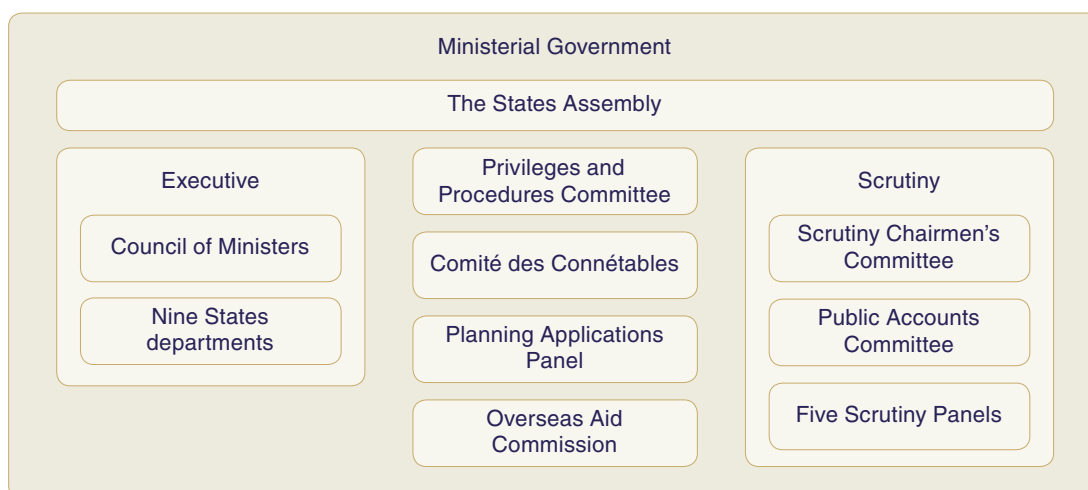 Ministerial Government
The States Assembly
Executive
Council of Ministers
Nine States
departments
Privileges and
Procedures Committee
Comité des Connétables
Planning Applications
Panel
Overseas Aid
Commission
Scrutiny
Scrutiny Chairmen's
Committee
Public Accounts
Committee
Five Scrutiny Panels